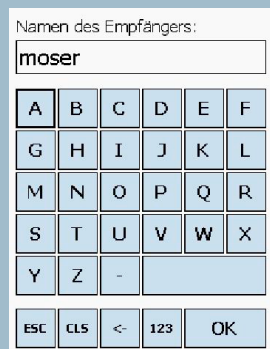 Namen des Empfängers:
moser
A B C D E F
G H I J K L
M N O P Q R
S T U V W X
Y Z -
ESC CLS <- 123 OK